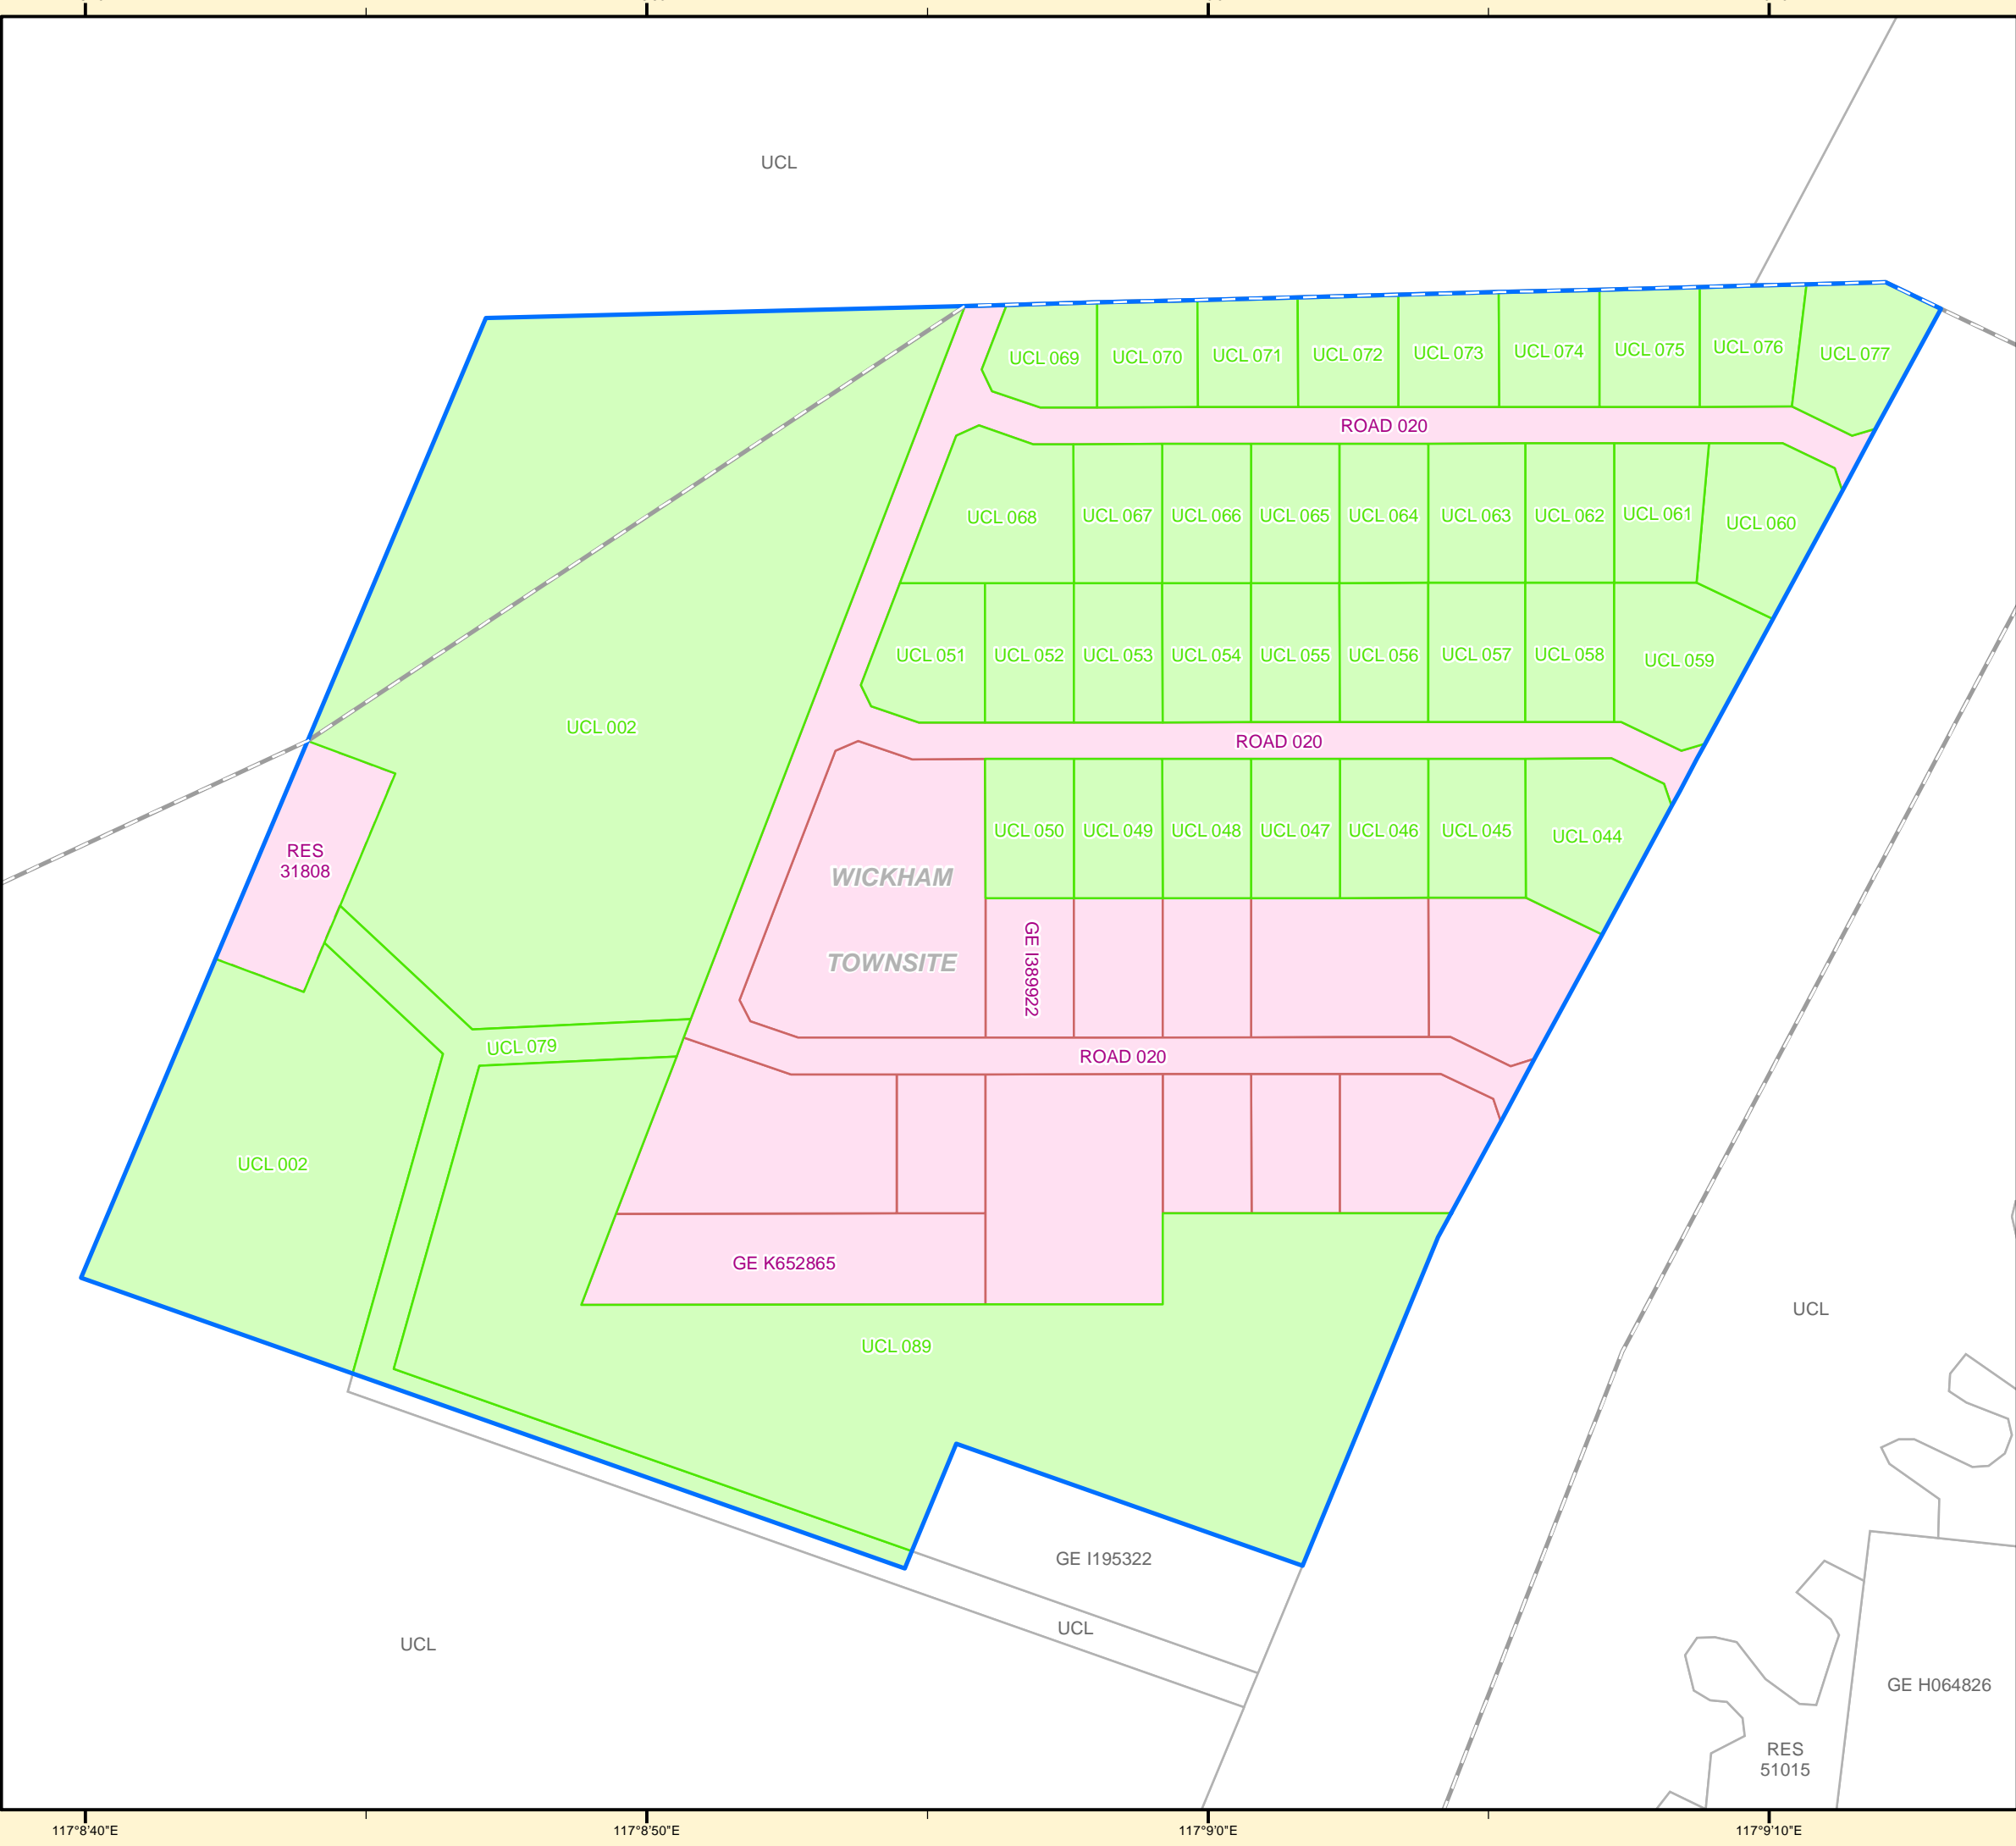 UCL
UCL 069
UCL 070
UCL 071
UCL 072
UCL 073
UCL 074
UCL 075
UCL 076
UCL 077
ROAD 020
UCL 068
UCL 067
UCL 066
UCL 065
UCL 064
UCL 063
UCL 062
UCL 061
UCL 060
UCL 051
UCL 052
UCL 053
UCL 054
UCL 055
UCL 056
UCL 057
UCL 058
UCL 059
UCL 002
ROAD 020
RES
31808
UCL 050
UCL 049
UCL 048
UCL 047
UCL 046
UCL 045
UCL 044
WICKHAM
TOWNSITE
GE I389922
UCL 079
ROAD 020
UCL 002
GE K652865
UCL
UCL 089
GE I195322
UCL
UCL
GE H064826
RES
51015
117°8'40"E
117°8'50"E
117°9'0"E
117°9'10"E